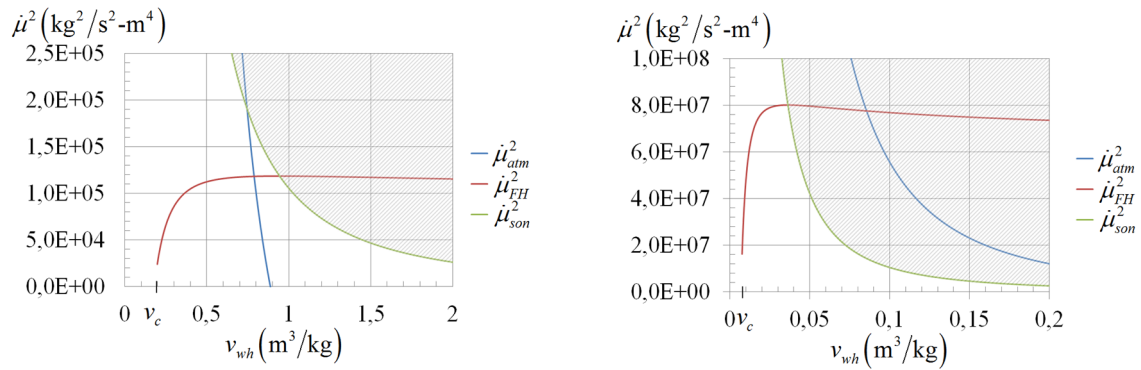 μ̇² (kg²/s²-m⁴)
2,5E+05
2,0E+05
1,5E+05
1,0E+05
5,0E+04
0,0E+00
0 v_c 0,5 1 1,5 2
v_wh (m³/kg)
μ̇²_atm
μ̇²_FH
μ̇²_son
μ̇² (kg²/s²-m⁴)
1,0E+08
8,0E+07
6,0E+07
4,0E+07
2,0E+07
0,0E+00
0 v_c 0,05 0,1 0,15 0,2
v_wh (m³/kg)
μ̇²_atm
μ̇²_FH
μ̇²_son